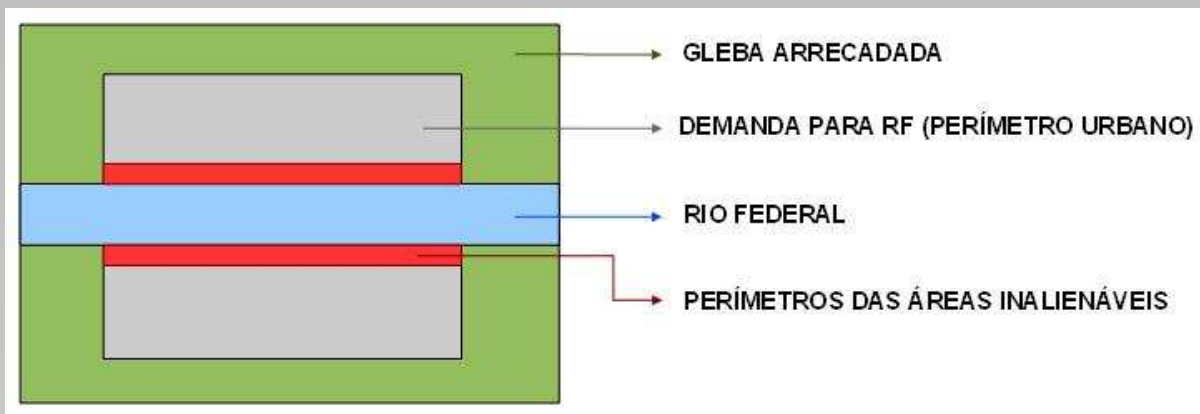 GLEBA ARRECADADA
DEMANDA PARA RF (PERÍMETRO URBANO)
RIO FEDERAL
PERÍMETROS DAS ÁREAS INALIENÁVEIS